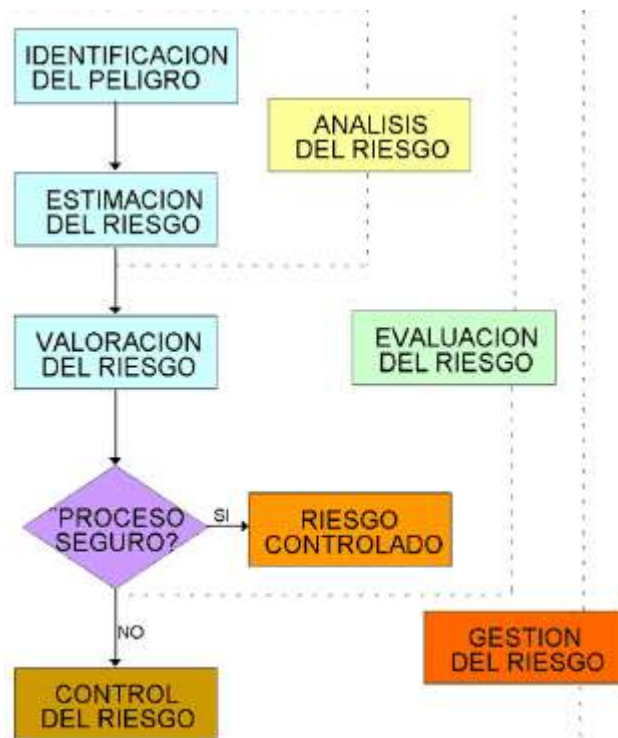 IDENTIFICACION
DEL PELIGRO
ANALISIS
DEL RIESGO
ESTIMACION
DEL RIESGO
VALORACION
DEL RIESGO
EVALUACION
DEL RIESGO
"PROCESO
SEGURO?
SI
RIESGO
CONTROLADO
NO
GESTION
DEL RIESGO
CONTROL
DEL RIESGO